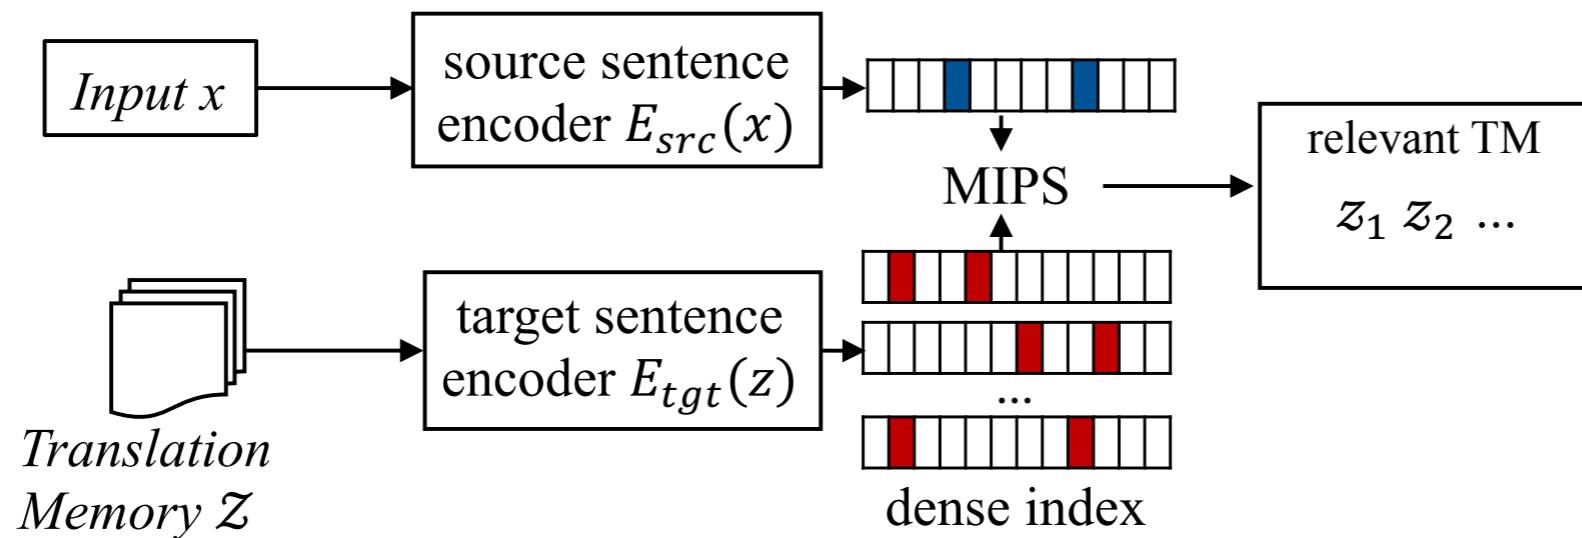 Input x
source sentence
encoder E_src(x)
MIPS
relevant TM
z_1 z_2 ...
target sentence
encoder E_tgt(z)
...
Translation
Memory Z
dense index